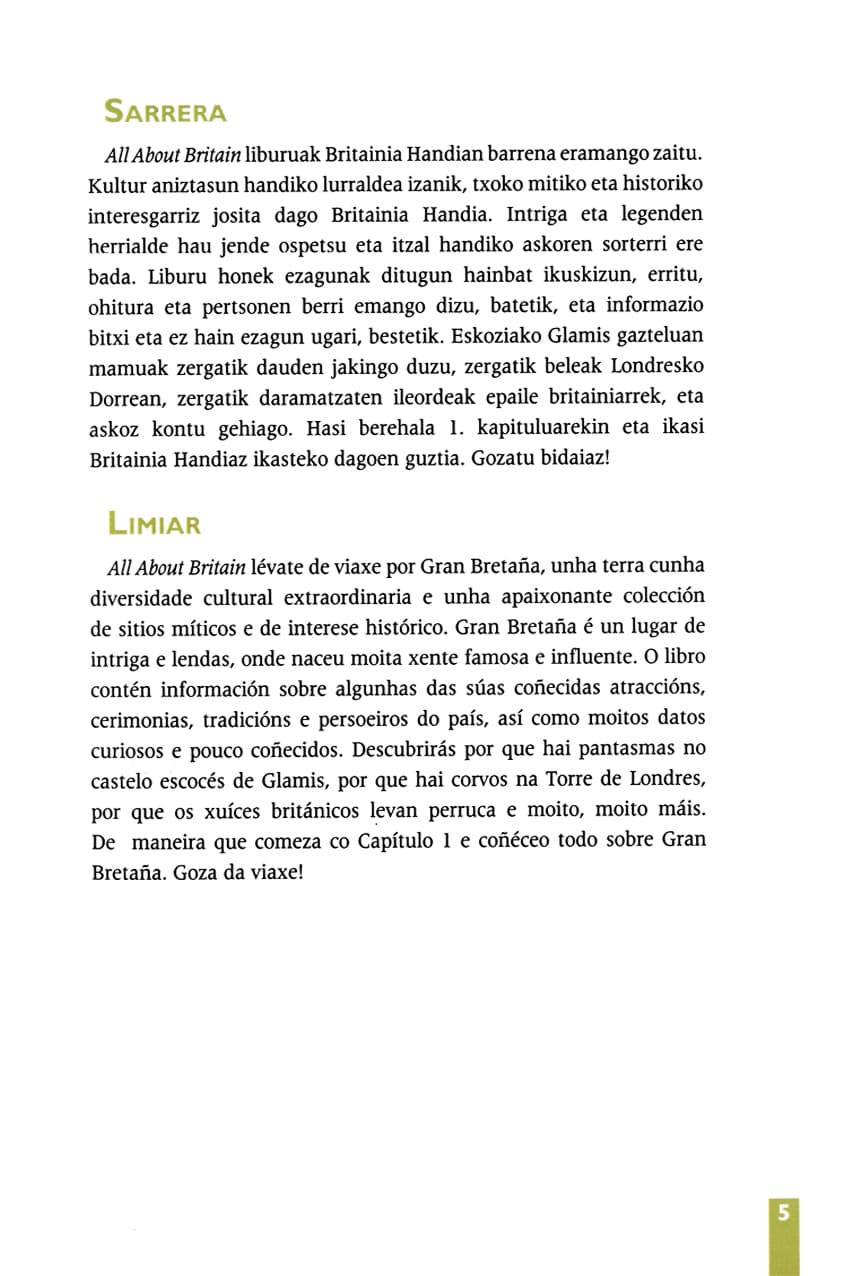 SARRERA
All About Britain liburuak Britainia Handian barrena eramango zaitu.
Kultur aniztasun handiko lurraldea izanik, txoko mitiko eta historiko
interesgarriz josita dago Britainia Handia. Intriga eta legenden
herrialde hau jende ospetsu eta itzal handiko askoren sorterri ere
bada. Liburu honek ezagunak ditugun hainbat ikuskizun, erritu,
ohitura eta pertsonen berri emango dizu, batetik, eta informazio
bitxi eta ez hain ezagun ugari, bestetik. Eskoziako Glamis gazteluan
mamuak zergatik dauden jakingo duzu, zergatik beleak Londresko
Dorrean, zergatik daramatzaten ileordeak epaile britainiarrek, eta
askoz kontu gehiago. Hasi berehala 1. kapituluarekin eta ikasi
Britainia Handiaz ikasteko dagoen guztia. Gozatu bidaiaz!
LIMIAR
All About Britain lévate de viaxe por Gran Bretaña, unha terra cunha
diversidade cultural extraordinaria e unha apaixonante colección
de sitios míticos e de interese histórico. Gran Bretaña é un lugar de
intriga e lendas, onde naceu moita xente famosa e influente. O libro
contén información sobre algunhas das súas coñecidas atraccións,
cerimonias, tradicións e persoeiros do país, así como moitos datos
curiosos e pouco coñecidos. Descubrirás por que hai pantasmas no
castelo escocés de Glamis, por que hai corvos na Torre de Londres,
por que os xuíces británicos levan perruca e moito, moito máis.
De maneira que comeza co Capítulo 1 e coñéceo todo sobre Gran
Bretaña. Goza da viaxe!
5